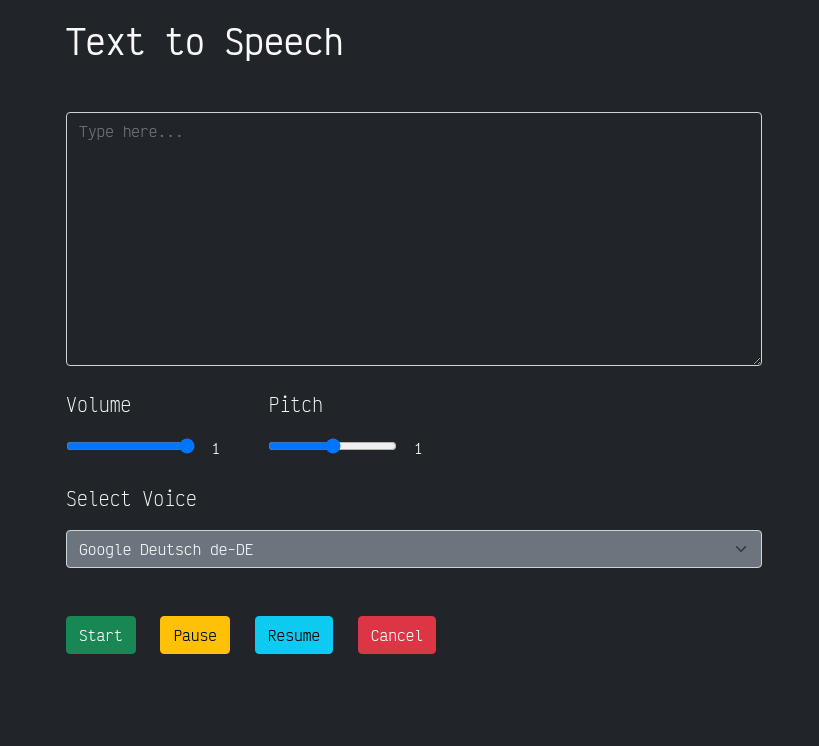 Text to Speech
Type here...
Volume Pitch
1 1
Select Voice
Google Deutsch de-DE
Start Pause Resume Cancel